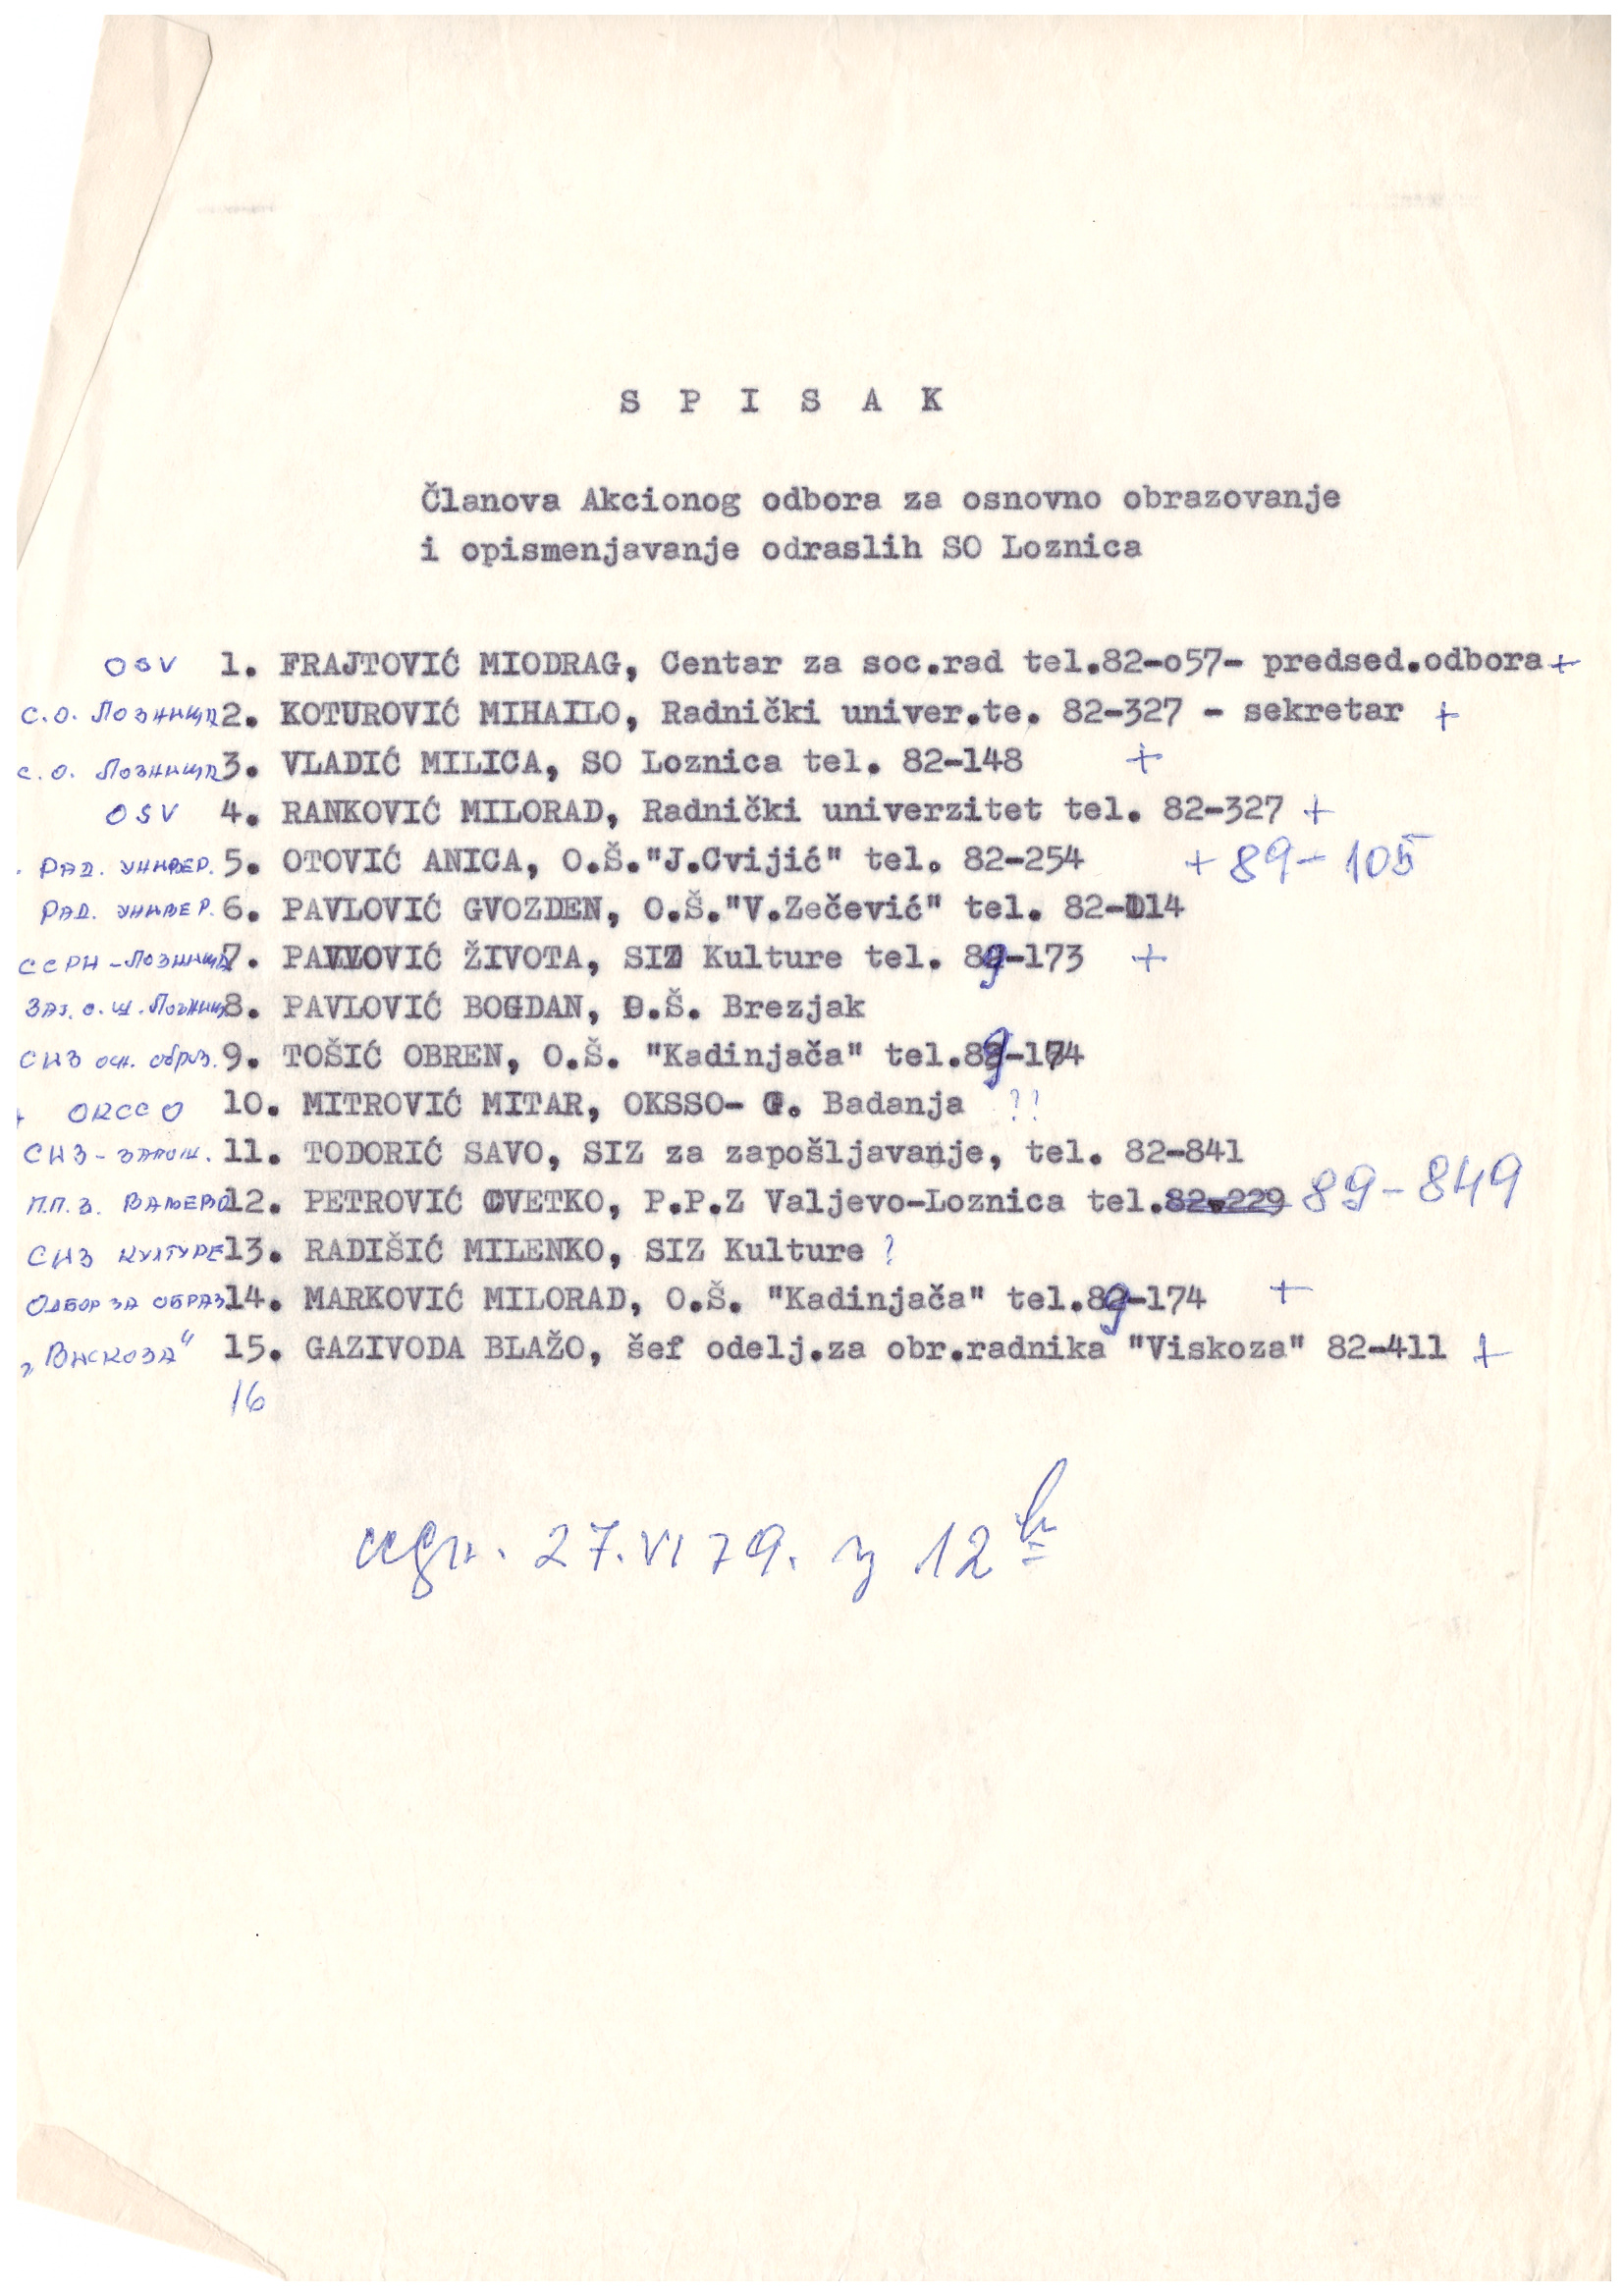 S P I S A K
Članova Akcionog odbora za osnovno obrazovanje
i opismenjavanje odraslih SO Loznica
OSV 1. FRAJTOVIĆ MIODRAG, Centar za soc.rad tel.82-o57- predsed.odbora +
С.О. Лозница 2. KOTUROVIĆ MIHAILO, Radnički univer.te. 82-327 - sekretar +
С.О. Лозница 3. VLADIĆ MILICA, SO Loznica tel. 82-148 +
OSV 4. RANKOVIĆ MILORAD, Radnički univerzitet tel. 82-327 +
РАД. УНИВЕР. 5. OTOVIĆ ANICA, O.Š."J.Cvijić" tel. 82-254 + 89-105
РАД. УНИВЕР. 6. PAVLOVIĆ GVOZDEN, O.Š."V.Zečević" tel. 82-114
ССРН-Лозница 7. PAVLOVIĆ ŽIVOTA, SIZ Kulture tel. 89-173 +
ЗАЈ. О.Ш. Лозниц 8. PAVLOVIĆ BOGDAN, O.Š. Brezjak
СИЗ осн. образ. 9. TOŠIĆ OBREN, O.Š. "Kadinjača" tel.89-174
+ ОКССО 10. MITROVIĆ MITAR, OKSSO- G. Badanja ??
СИЗ-запош. 11. TODORIĆ SAVO, SIZ za zapošljavanje, tel. 82-841
П.П.З. ВАЉЕВО 12. PETROVIĆ CVETKO, P.P.Z Valjevo-Loznica tel.82-229 89-849
СИЗ КУЛТУРЕ 13. RADIŠIĆ MILENKO, SIZ Kulture ?
ОДБОР ЗА ОБРАЗ 14. MARKOVIĆ MILORAD, O.Š. "Kadinjača" tel.89-174 +
„Вискоза“ 15. GAZIVODA BLAŽO, šef odelj.za obr.radnika "Viskoza" 82-411 +
16
27.VI 79. у 12 h